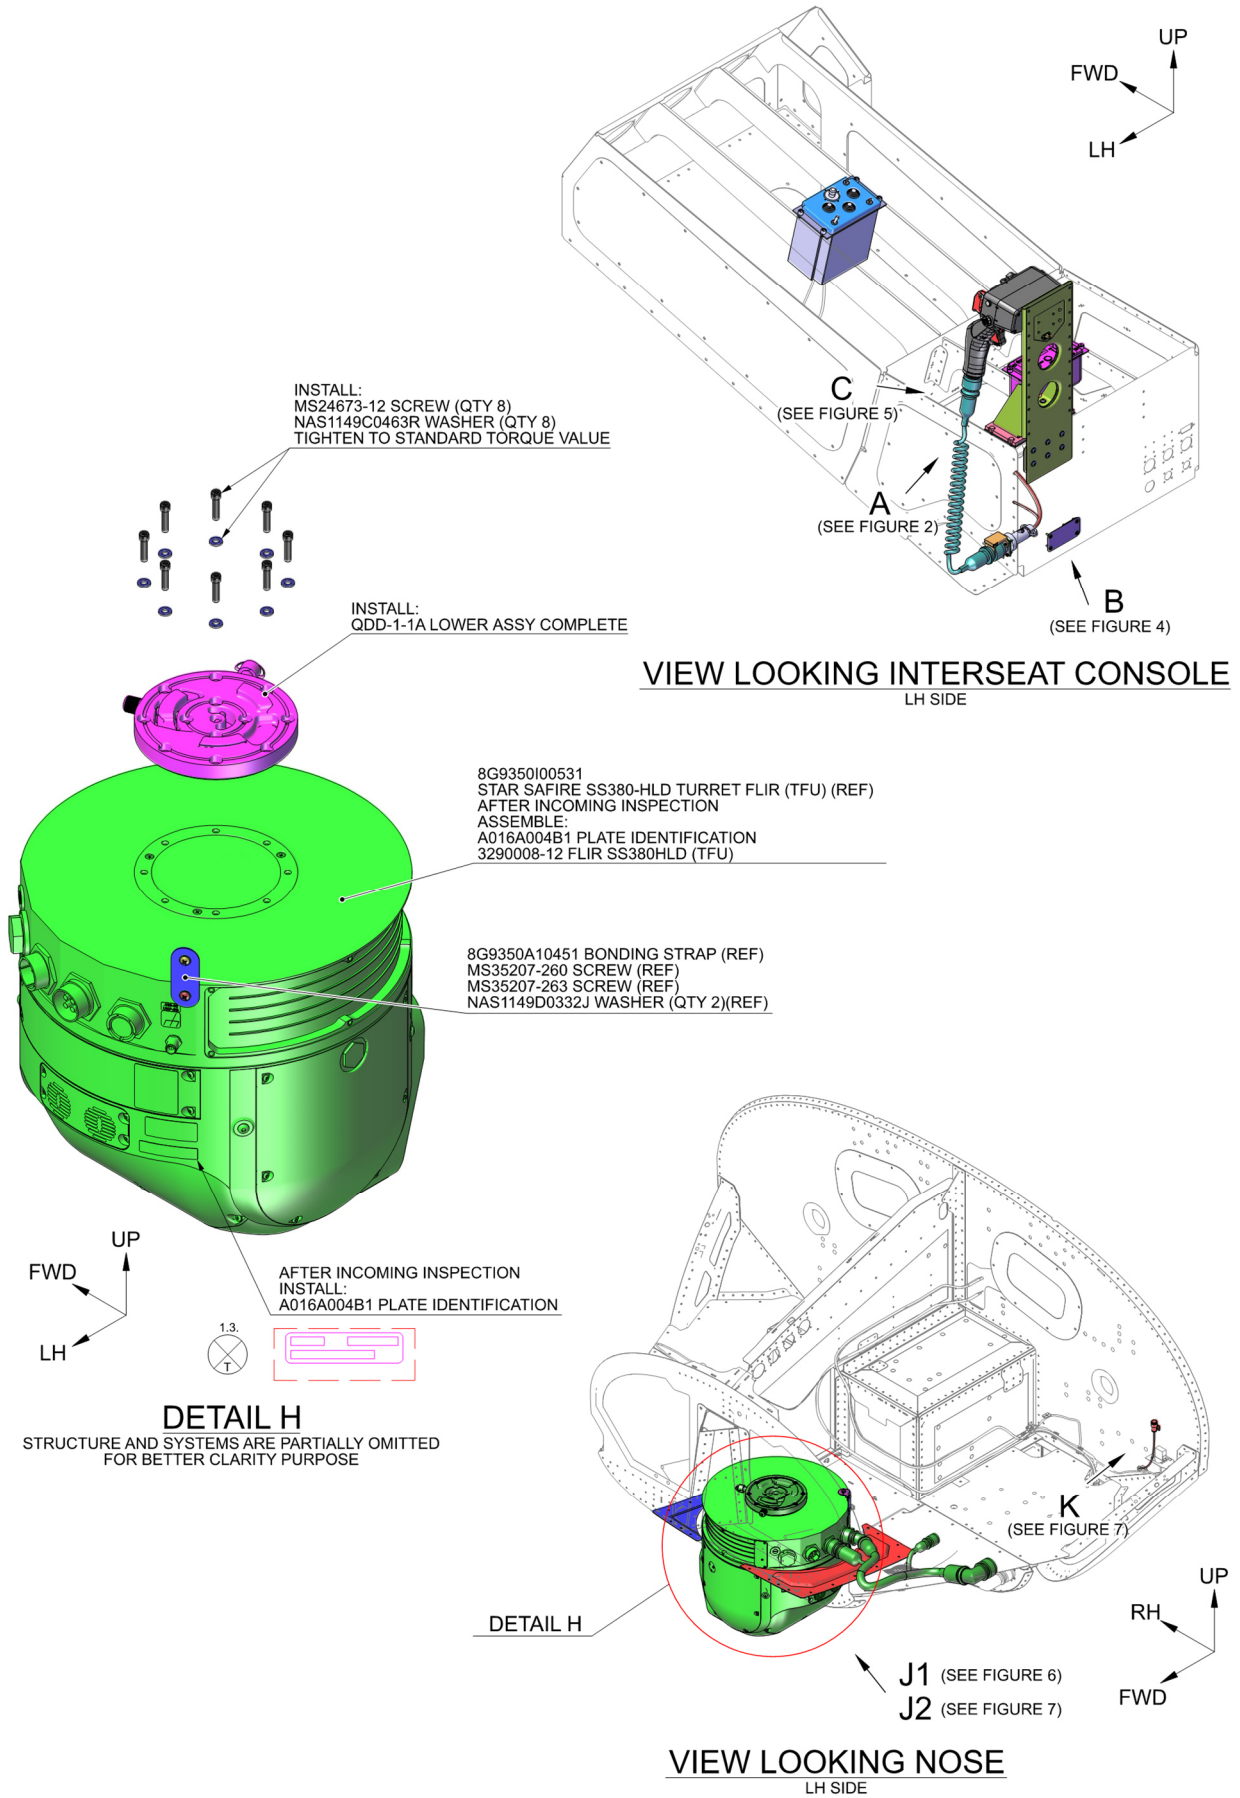 UP
FWD
LH
C
(SEE FIGURE 5)
A
(SEE FIGURE 2)
B
(SEE FIGURE 4)
VIEW LOOKING INTERSEAT CONSOLE
LH SIDE
INSTALL:
MS24673-12 SCREW (QTY 8)
NAS1149C0463R WASHER (QTY 8)
TIGHTEN TO STANDARD TORQUE VALUE
INSTALL:
QDD-1-1A LOWER ASSY COMPLETE
8G9350I00531
STAR SAFIRE SS380-HLD TURRET FLIR (TFU) (REF)
AFTER INCOMING INSPECTION
ASSEMBLE:
A016A004B1 PLATE IDENTIFICATION
3290008-12 FLIR SS380HLD (TFU)
8G9350A10451 BONDING STRAP (REF)
MS35207-260 SCREW (REF)
MS35207-263 SCREW (REF)
NAS1149D0332J WASHER (QTY 2)(REF)
UP
FWD
LH
AFTER INCOMING INSPECTION
INSTALL:
A016A004B1 PLATE IDENTIFICATION
1.3.
T
DETAIL H
STRUCTURE AND SYSTEMS ARE PARTIALLY OMITTED
FOR BETTER CLARITY PURPOSE
K
(SEE FIGURE 7)
DETAIL H
UP
RH
FWD
J1 (SEE FIGURE 6)
J2 (SEE FIGURE 7)
VIEW LOOKING NOSE
LH SIDE